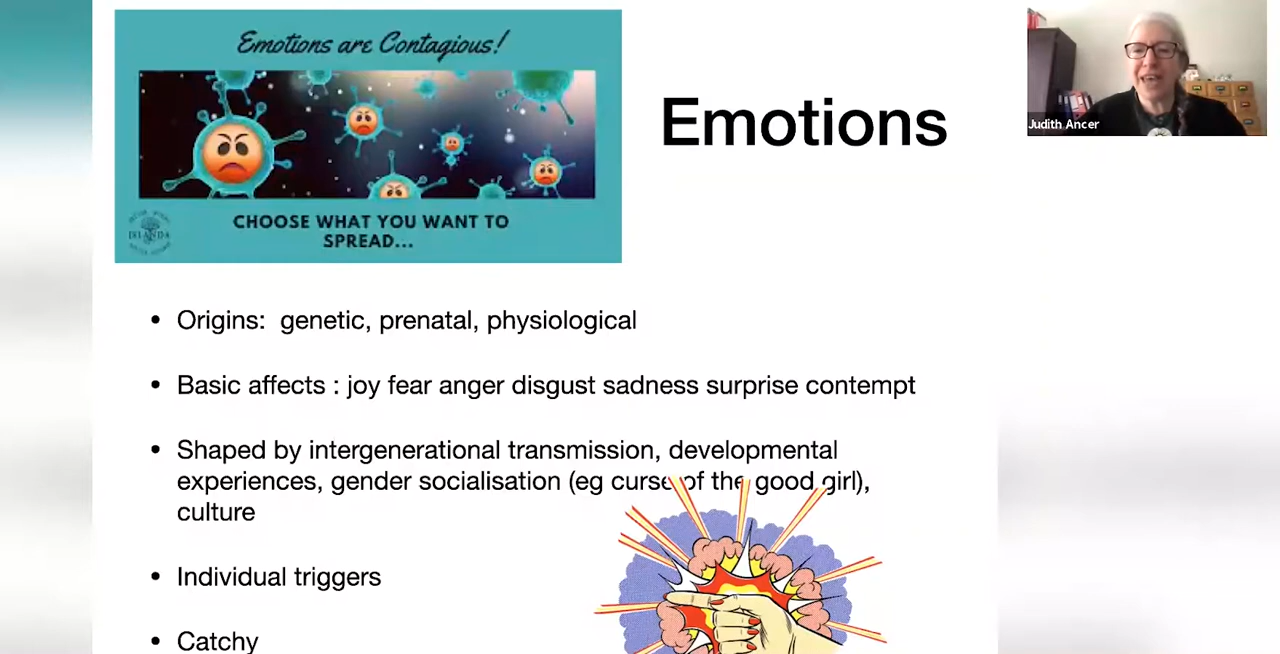 Emotions are Contagious!
CHOOSE WHAT YOU WANT TO
SPREAD...
ISLANDA
Emotions
Judith Ancer
• Origins:  genetic, prenatal, physiological
• Basic affects : joy fear anger disgust sadness surprise contempt
• Shaped by intergenerational transmission, developmental
experiences, gender socialisation (eg curse of the good girl),
culture
• Individual triggers
• Catchy